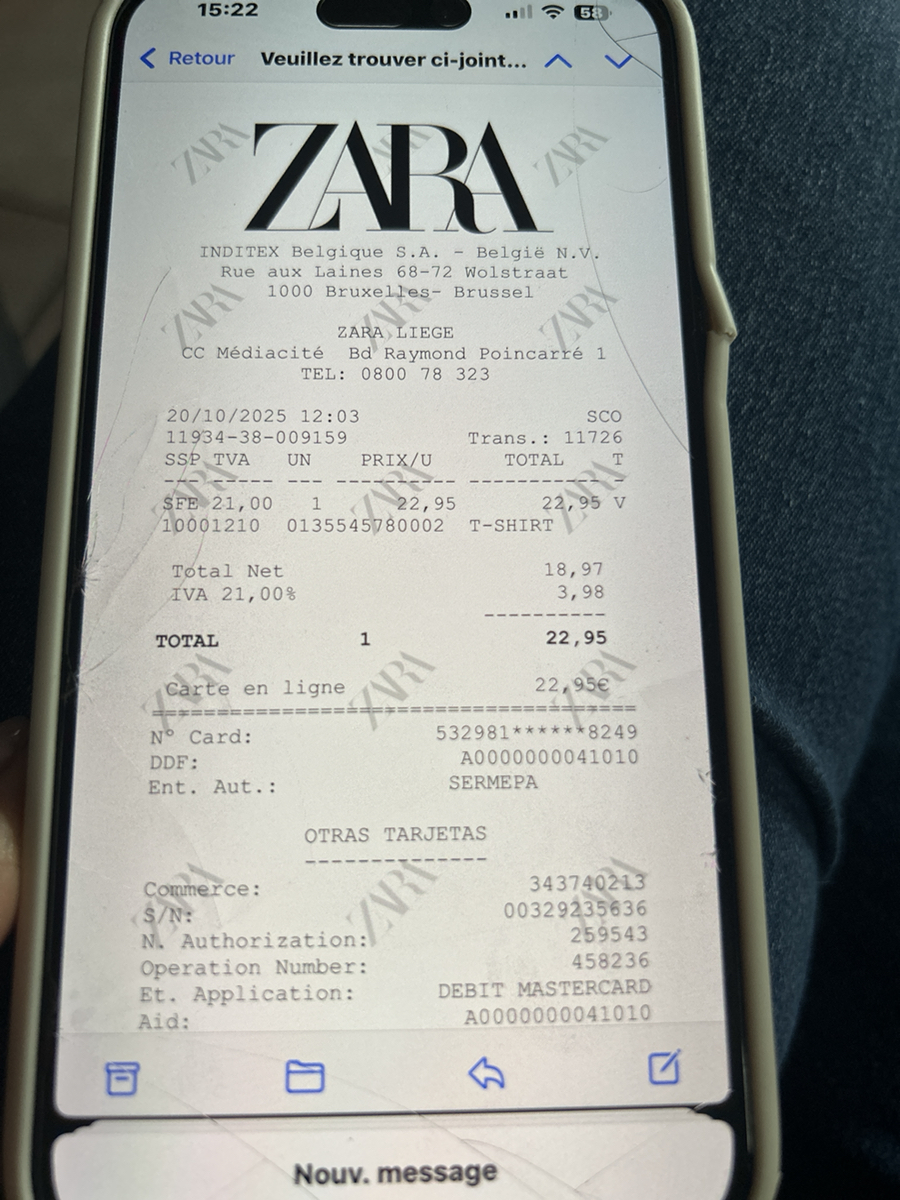 15:22 58
Retour Veuillez trouver ci-joint...
ZARA
INDITEX Belgique S.A. - België N.V.
Rue aux Laines 68-72 Wolstraat
1000 Bruxelles- Brussel
ZARA LIEGE
CC Médiacité Bd Raymond Poincarré 1
TEL: 0800 78 323
20/10/2025 12:03 SCO
11934-38-009159 Trans.: 11726
SSP TVA UN PRIX/U TOTAL T
--- ------ --- ---------- ----------- -
SFE 21,00 1 22,95 22,95 V
10001210 0135545780002 T-SHIRT
Total Net 18,97
IVA 21,00% 3,98
----------
TOTAL 1 22,95
Carte en ligne 22,95€
========================================
N° Card: 532981******8249
DDF: A0000000041010
Ent. Aut.: SERMEPA
OTRAS TARJETAS
--------------
Commerce: 343740213
S/N: 00329235636
N. Authorization: 259543
Operation Number: 458236
Et. Application: DEBIT MASTERCARD
Aid: A0000000041010
Nouv. message